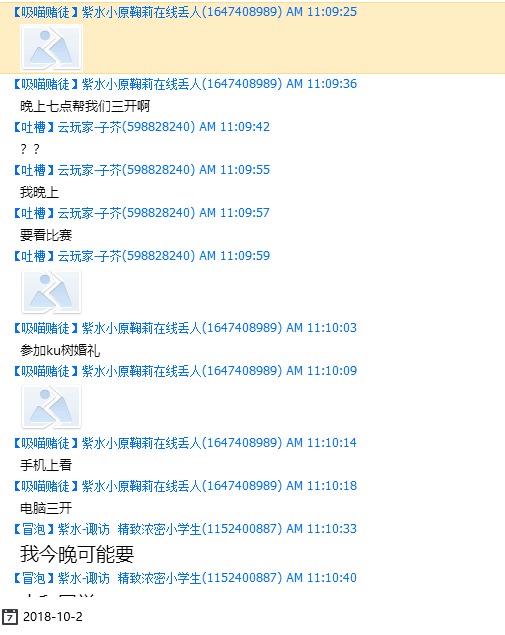 【吸喵赌徒】紫水小原鞠莉在线丢人(1647408989) AM 11:09:25
【吸喵赌徒】紫水小原鞠莉在线丢人(1647408989) AM 11:09:36
晚上七点帮我们三开啊
【吐槽】云玩家-子芥(598828240) AM 11:09:42
？？
【吐槽】云玩家-子芥(598828240) AM 11:09:55
我晚上
【吐槽】云玩家-子芥(598828240) AM 11:09:57
要看比赛
【吐槽】云玩家-子芥(598828240) AM 11:09:59
【吸喵赌徒】紫水小原鞠莉在线丢人(1647408989) AM 11:10:03
参加ku树婚礼
【吸喵赌徒】紫水小原鞠莉在线丢人(1647408989) AM 11:10:09
【吸喵赌徒】紫水小原鞠莉在线丢人(1647408989) AM 11:10:14
手机上看
【吸喵赌徒】紫水小原鞠莉在线丢人(1647408989) AM 11:10:18
电脑三开
【冒泡】紫水-诹访  精致浓密小学生(1152400887) AM 11:10:33
我今晚可能要
【冒泡】紫水-诹访  精致浓密小学生(1152400887) AM 11:10:40
7 2018-10-2